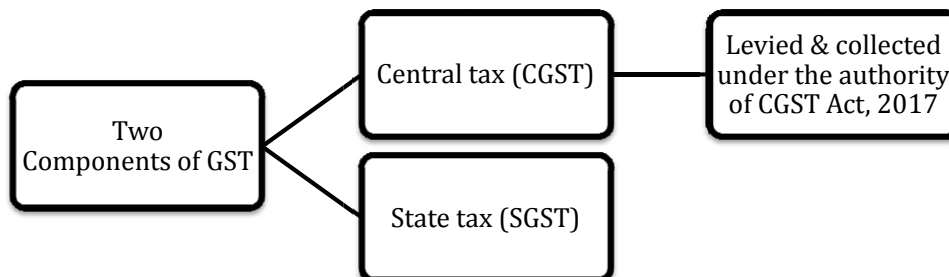 Two
Components of GST
Central tax (CGST)
Levied & collected
under the authority
of CGST Act, 2017
State tax (SGST)